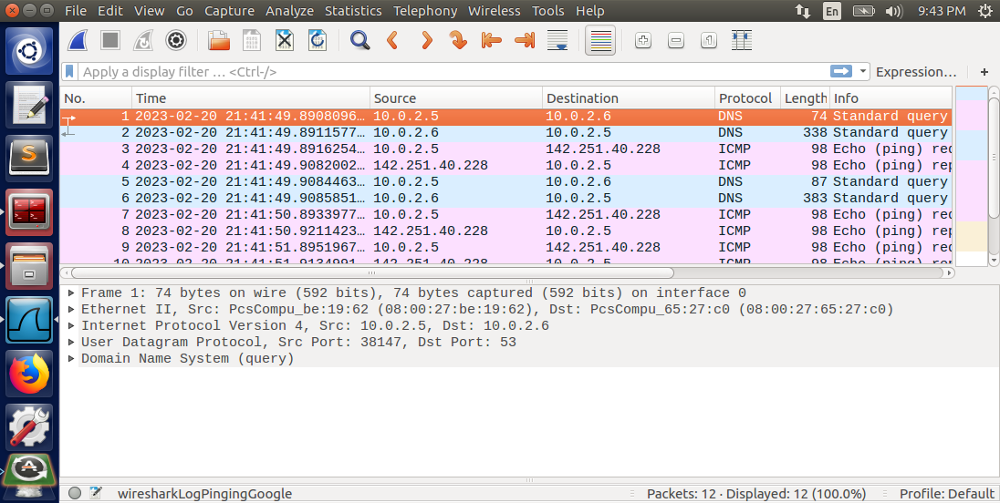 File Edit View Go Capture Analyze Statistics Telephony Wireless Tools Help En 9:43 PM
Apply a display filter … <Ctrl-/> Expression… +
No. Time Source Destination Protocol Length Info
1 2023-02-20 21:41:49.8908096… 10.0.2.5 10.0.2.6 DNS 74 Standard query
2 2023-02-20 21:41:49.8911577… 10.0.2.6 10.0.2.5 DNS 338 Standard query
3 2023-02-20 21:41:49.8916254… 10.0.2.5 142.251.40.228 ICMP 98 Echo (ping) req
4 2023-02-20 21:41:49.9082002… 142.251.40.228 10.0.2.5 ICMP 98 Echo (ping) rep
5 2023-02-20 21:41:49.9084463… 10.0.2.5 10.0.2.6 DNS 87 Standard query
6 2023-02-20 21:41:49.9085851… 10.0.2.6 10.0.2.5 DNS 383 Standard query
7 2023-02-20 21:41:50.8933977… 10.0.2.5 142.251.40.228 ICMP 98 Echo (ping) req
8 2023-02-20 21:41:50.9211423… 142.251.40.228 10.0.2.5 ICMP 98 Echo (ping) rep
9 2023-02-20 21:41:51.8951967… 10.0.2.5 142.251.40.228 ICMP 98 Echo (ping) req
10 2023-02-20 142.251.40.228 10.0.2.5 ICMP 98 Echo (ping) rep
Frame 1: 74 bytes on wire (592 bits), 74 bytes captured (592 bits) on interface 0
Ethernet II, Src: PcsCompu_be:19:62 (08:00:27:be:19:62), Dst: PcsCompu_65:27:c0 (08:00:27:65:27:c0)
Internet Protocol Version 4, Src: 10.0.2.5, Dst: 10.0.2.6
User Datagram Protocol, Src Port: 38147, Dst Port: 53
Domain Name System (query)
wiresharkLogPingingGoogle Packets: 12 · Displayed: 12 (100.0%) Profile: Default